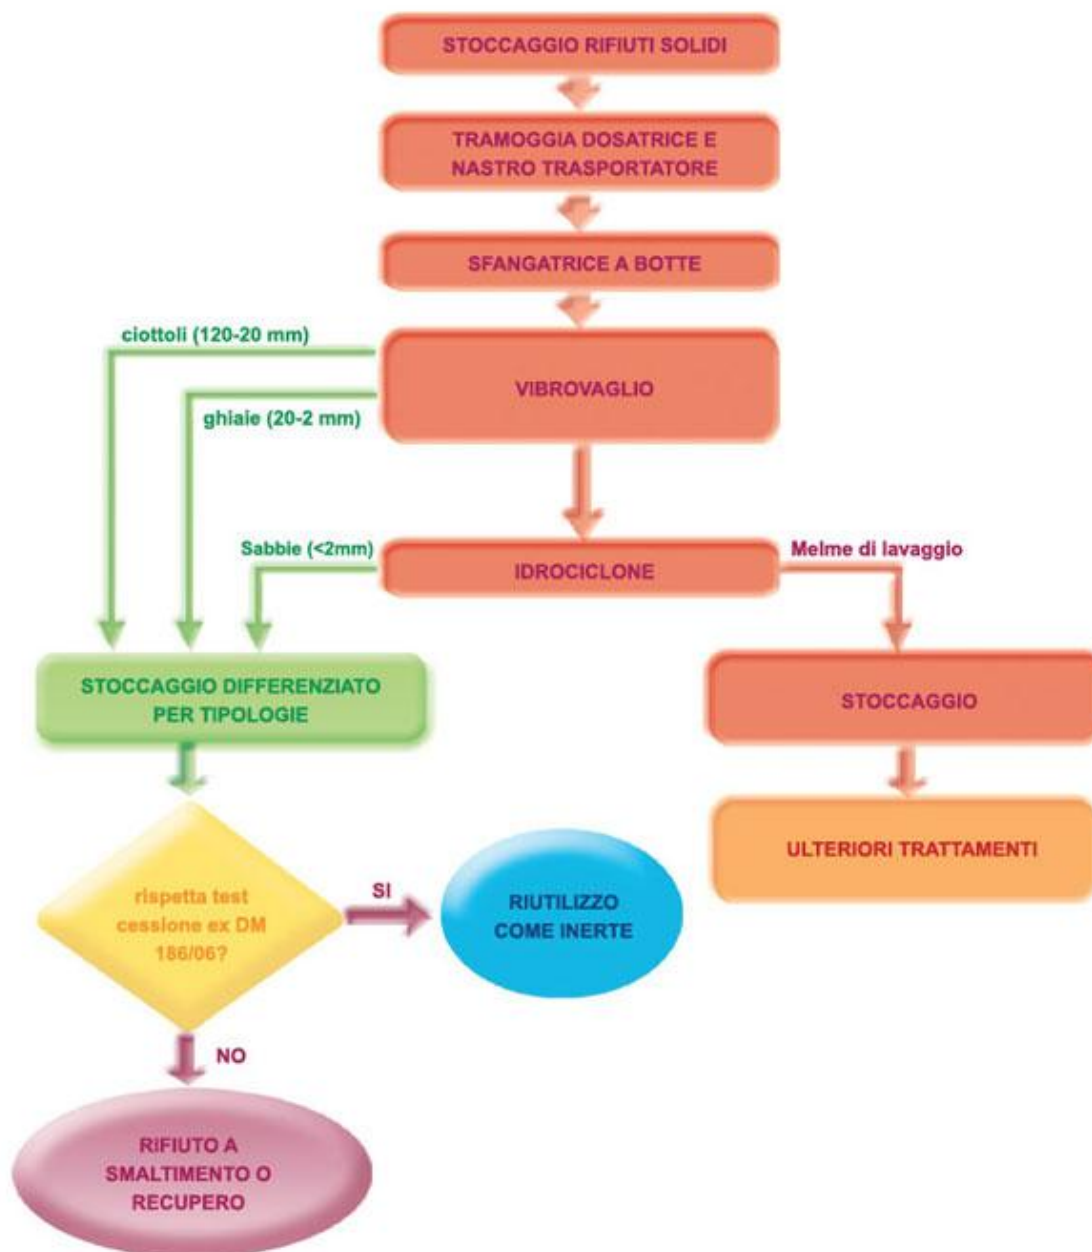 STOCCAGGIO RIFIUTI SOLIDI
TRAMOGGIA DOSATRICE E
NASTRO TRASPORTATORE
SFANGATRICE A BOTTE
ciottoli (120-20 mm)
VIBROVAGLIO
ghiaie (20-2 mm)
Sabbie (<2mm)
IDROCICLONE
Melme di lavaggio
STOCCAGGIO DIFFERENZIATO
PER TIPOLOGIE
STOCCAGGIO
ULTERIORI TRATTAMENTI
rispetta test
cessione ex DM
186/06?
SI
RIUTILIZZO
COME INERTE
NO
RIFIUTO A
SMALTIMENTO O
RECUPERO